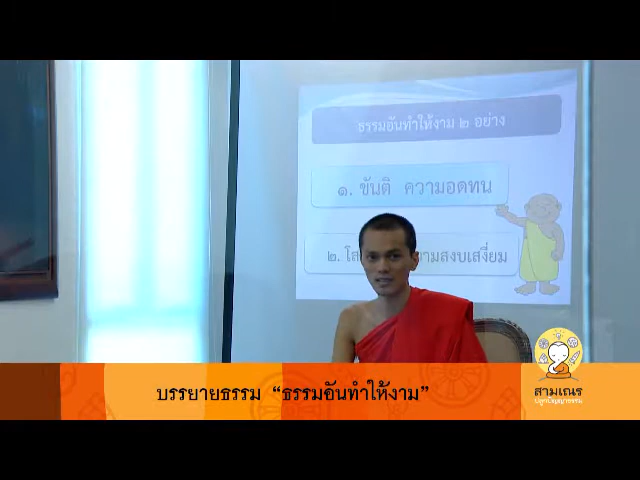 ธรรมอันทำให้งาม ๒ อย่าง
๑. ขันติ ความอดทน
๒. ความสงบเสงี่ยม
บรรยายธรรม “ธรรมอันทำให้งาม”
สามเณร
ปลูกปัญญาธรรม